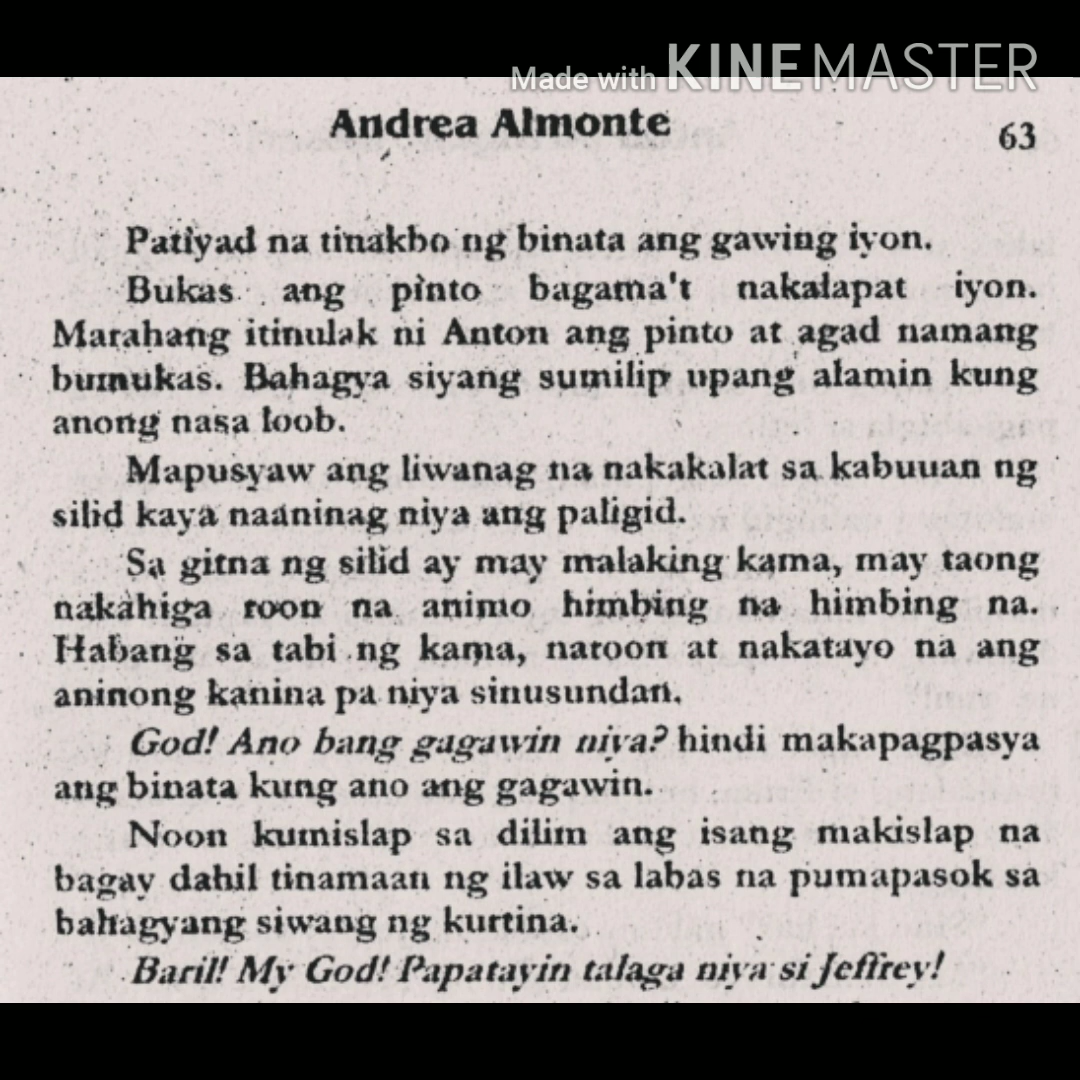 Made with KINEMASTER
Andrea Almonte
63
Patiyad na tinakbo ng binata ang gawing iyon.
Bukas ang pinto bagama't nakalapat iyon.
Marahang itinulak ni Anton ang pinto at agad namang
bumukas. Bahagya siyang sumilip upang alamin kung
anong nasa loob.
Mapusyaw ang liwanag na nakakalat sa kabuuan ng
silid kaya naaninag niya ang paligid.
Sa gitna ng silid ay may malaking kama, may taong
nakahiga roon na animo himbing na himbing na.
Habang sa tabi ng kama, naroon at nakatayo na ang
aninong kanina pa niya sinusundan.
God! Ano bang gagawin niya? hindi makapagpasya
ang binata kung ano ang gagawin.
Noon kumislap sa dilim ang isang makislap na
bagay dahil tinamaan ng ilaw sa labas na pumapasok sa
bahagyang siwang ng kurtina.
Baril! My God! Papatayin talaga niya si Jeffrey!